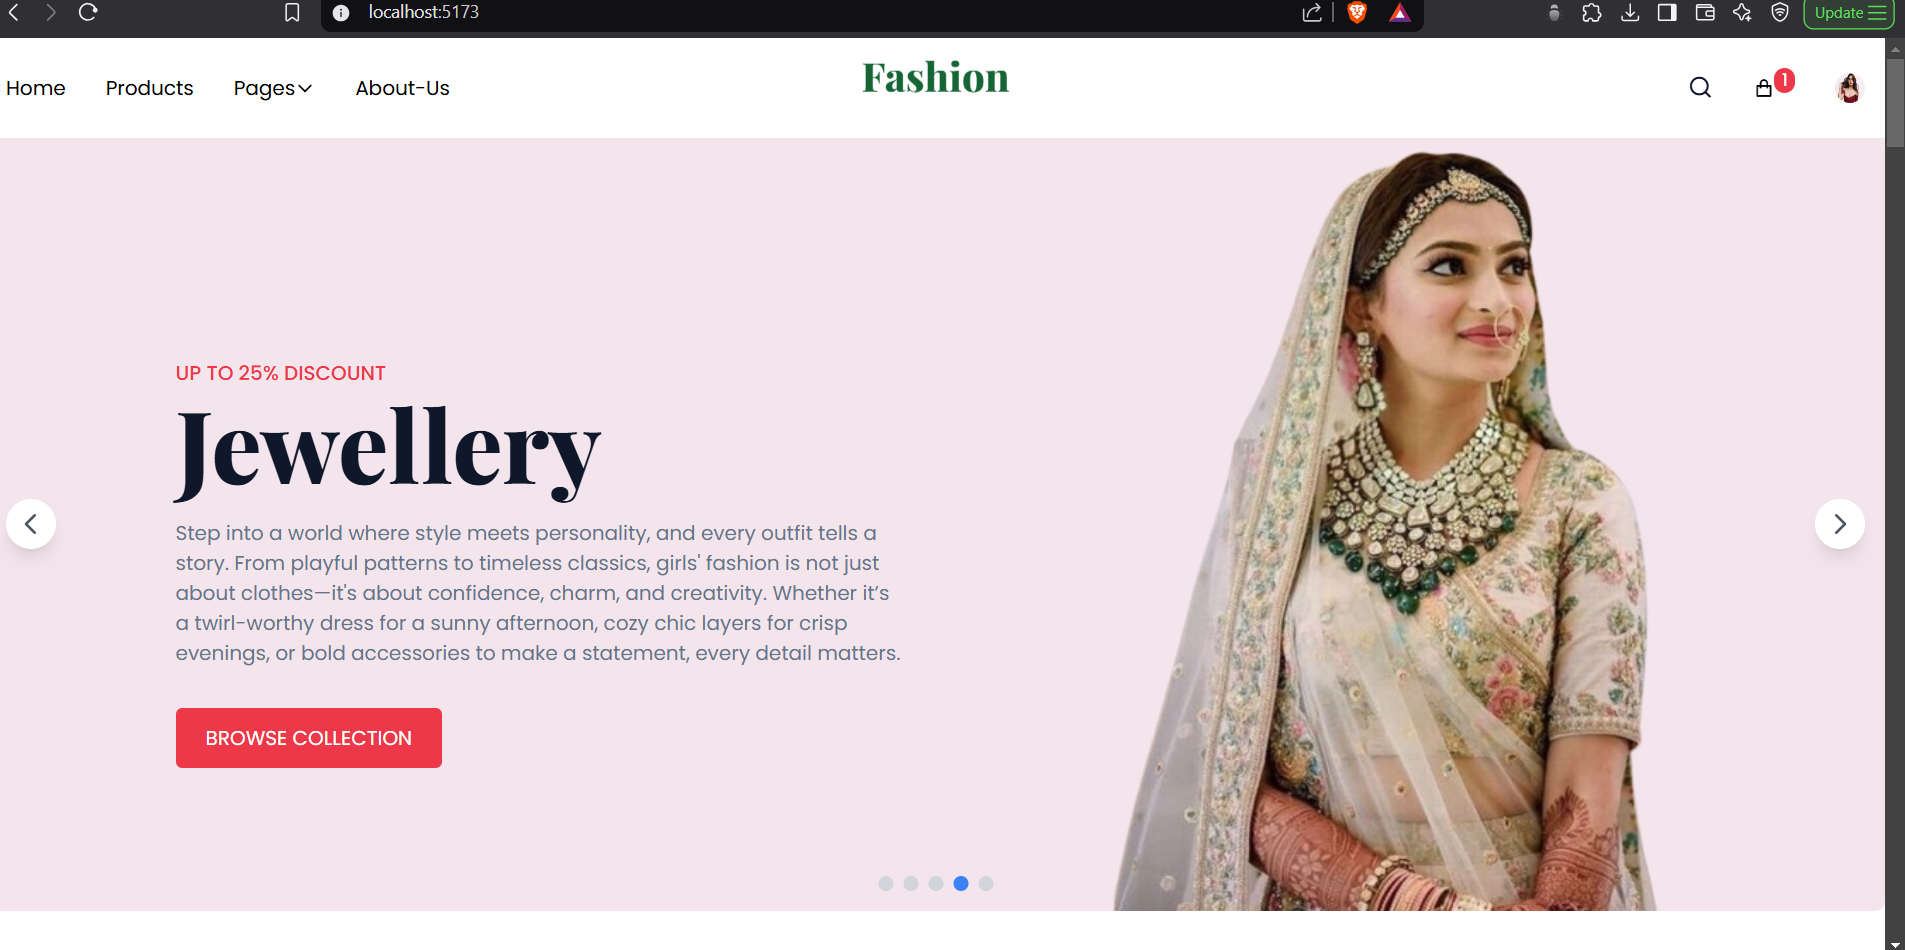 localhost:5173
Update
Home Products Pages About-Us Fashion 1
UP TO 25% DISCOUNT
Jewellery
Step into a world where style meets personality, and every outfit tells a
story. From playful patterns to timeless classics, girls' fashion is not just
about clothes—it's about confidence, charm, and creativity. Whether it’s
a twirl-worthy dress for a sunny afternoon, cozy chic layers for crisp
evenings, or bold accessories to make a statement, every detail matters.
BROWSE COLLECTION